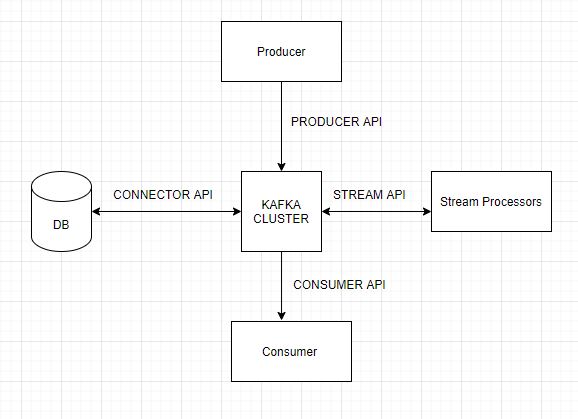 Producer
PRODUCER API
CONNECTOR API
KAFKA
CLUSTER
STREAM API
Stream Processors
DB
CONSUMER API
Consumer